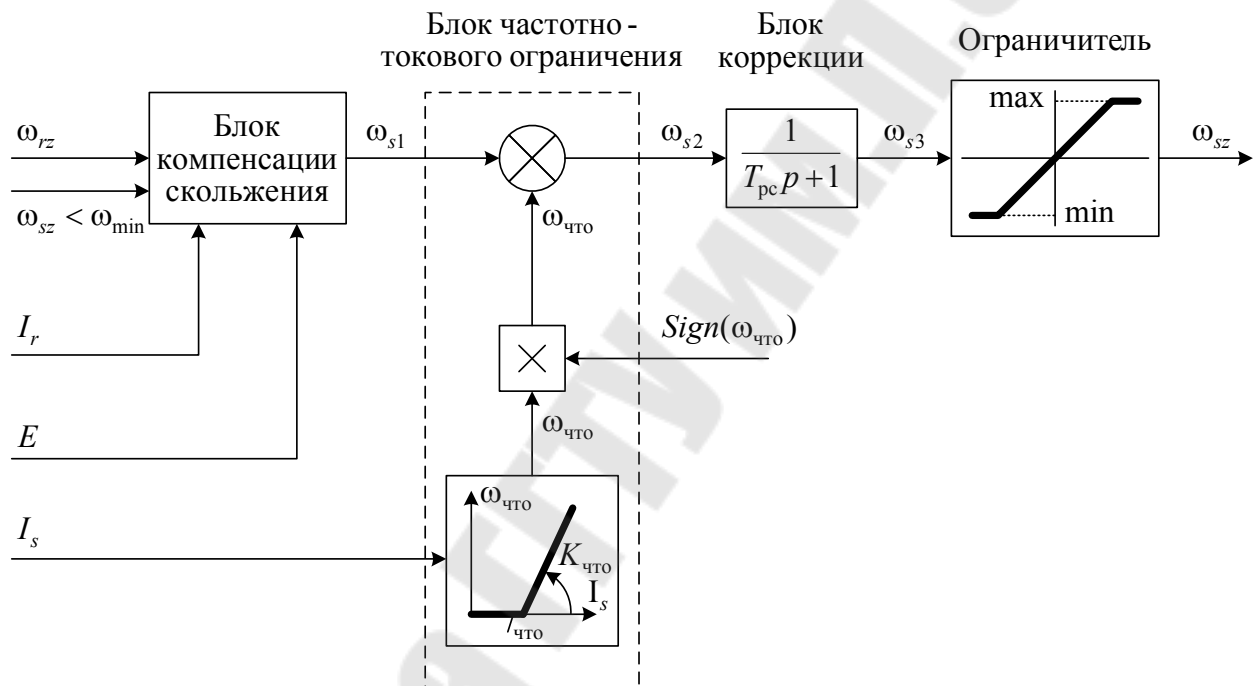 Блок частотно -
токового ограничения
Блок
коррекции
Ограничитель
ω_rz
Блок
компенсации
скольжения
ω_s1
ω_s2
1
T_рс p + 1
ω_s3
max
min
ω_sz
ω_sz < ω_min
ω_что
I_r
×
Sign(ω_что)
E
ω_что
I_s
ω_что
K_что
I_s
I_что